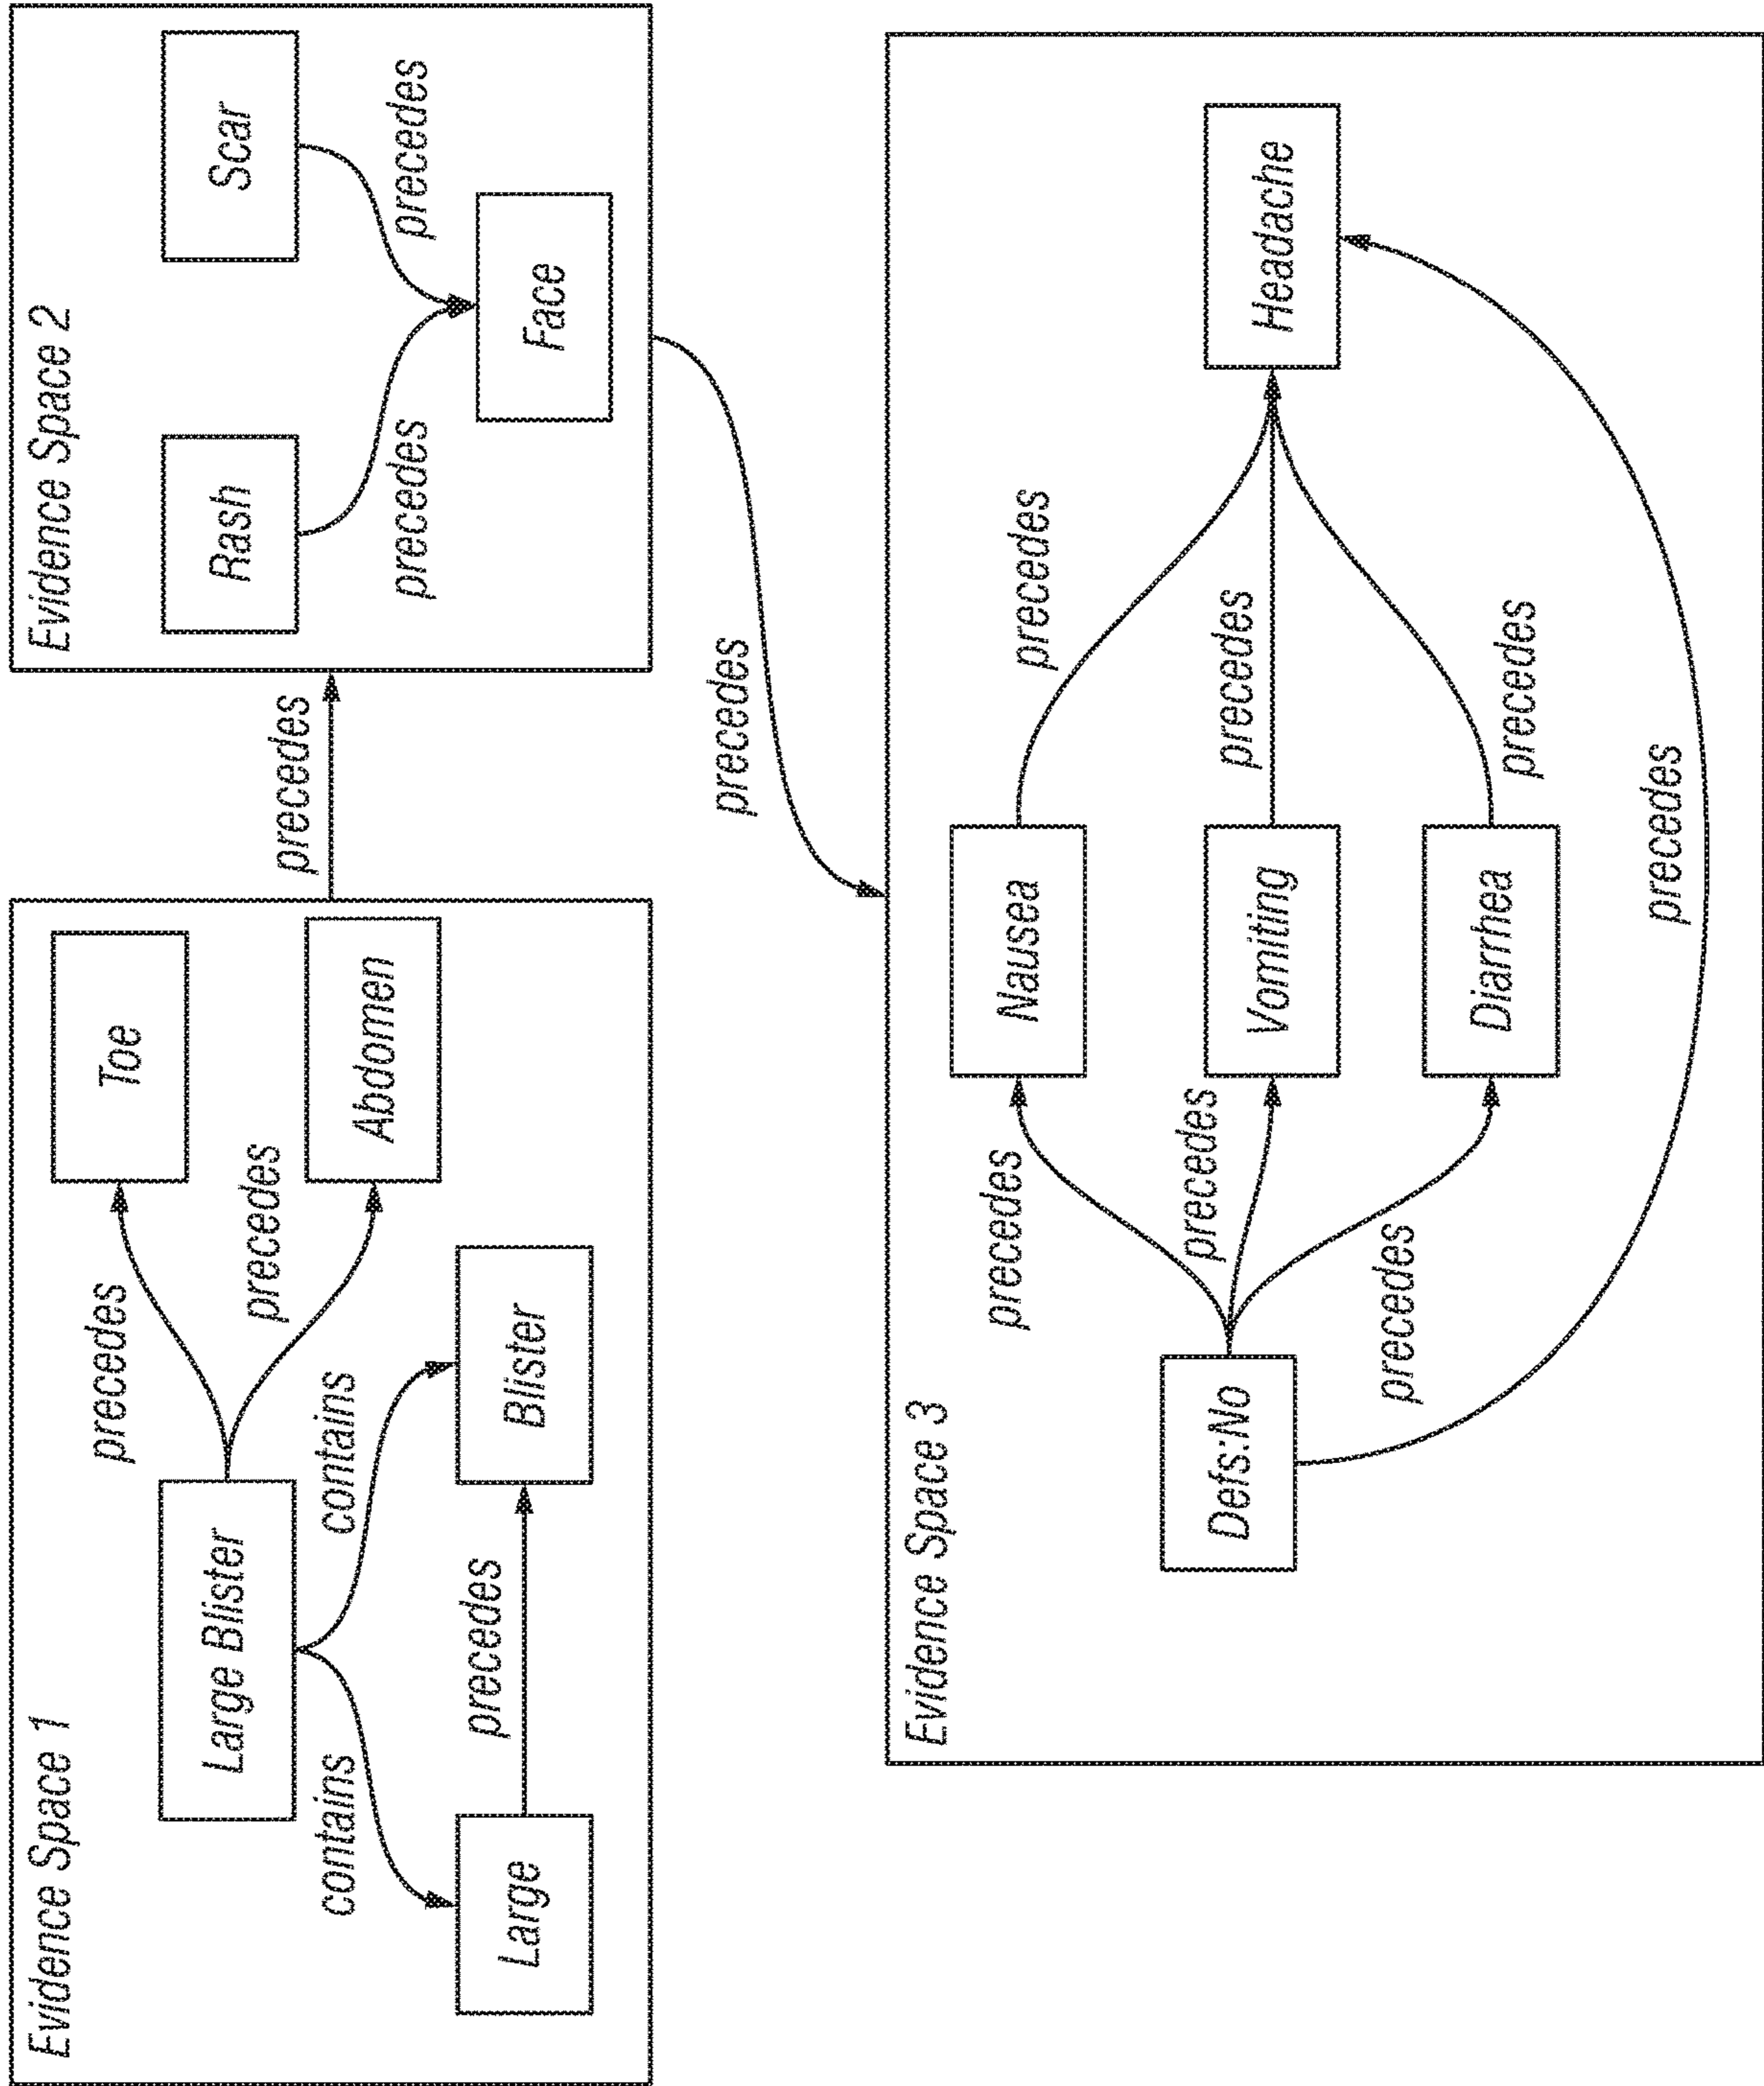 Evidence Space 1
Large Blister
precedes
Toe
precedes
Abdomen
contains
contains
Large
precedes
Blister
precedes
Evidence Space 2
Rash
Scar
precedes
precedes
Face
precedes
Evidence Space 3
Defs:No
precedes
precedes
precedes
Nausea
Vomiting
Diarrhea
precedes
precedes
precedes
Headache
precedes